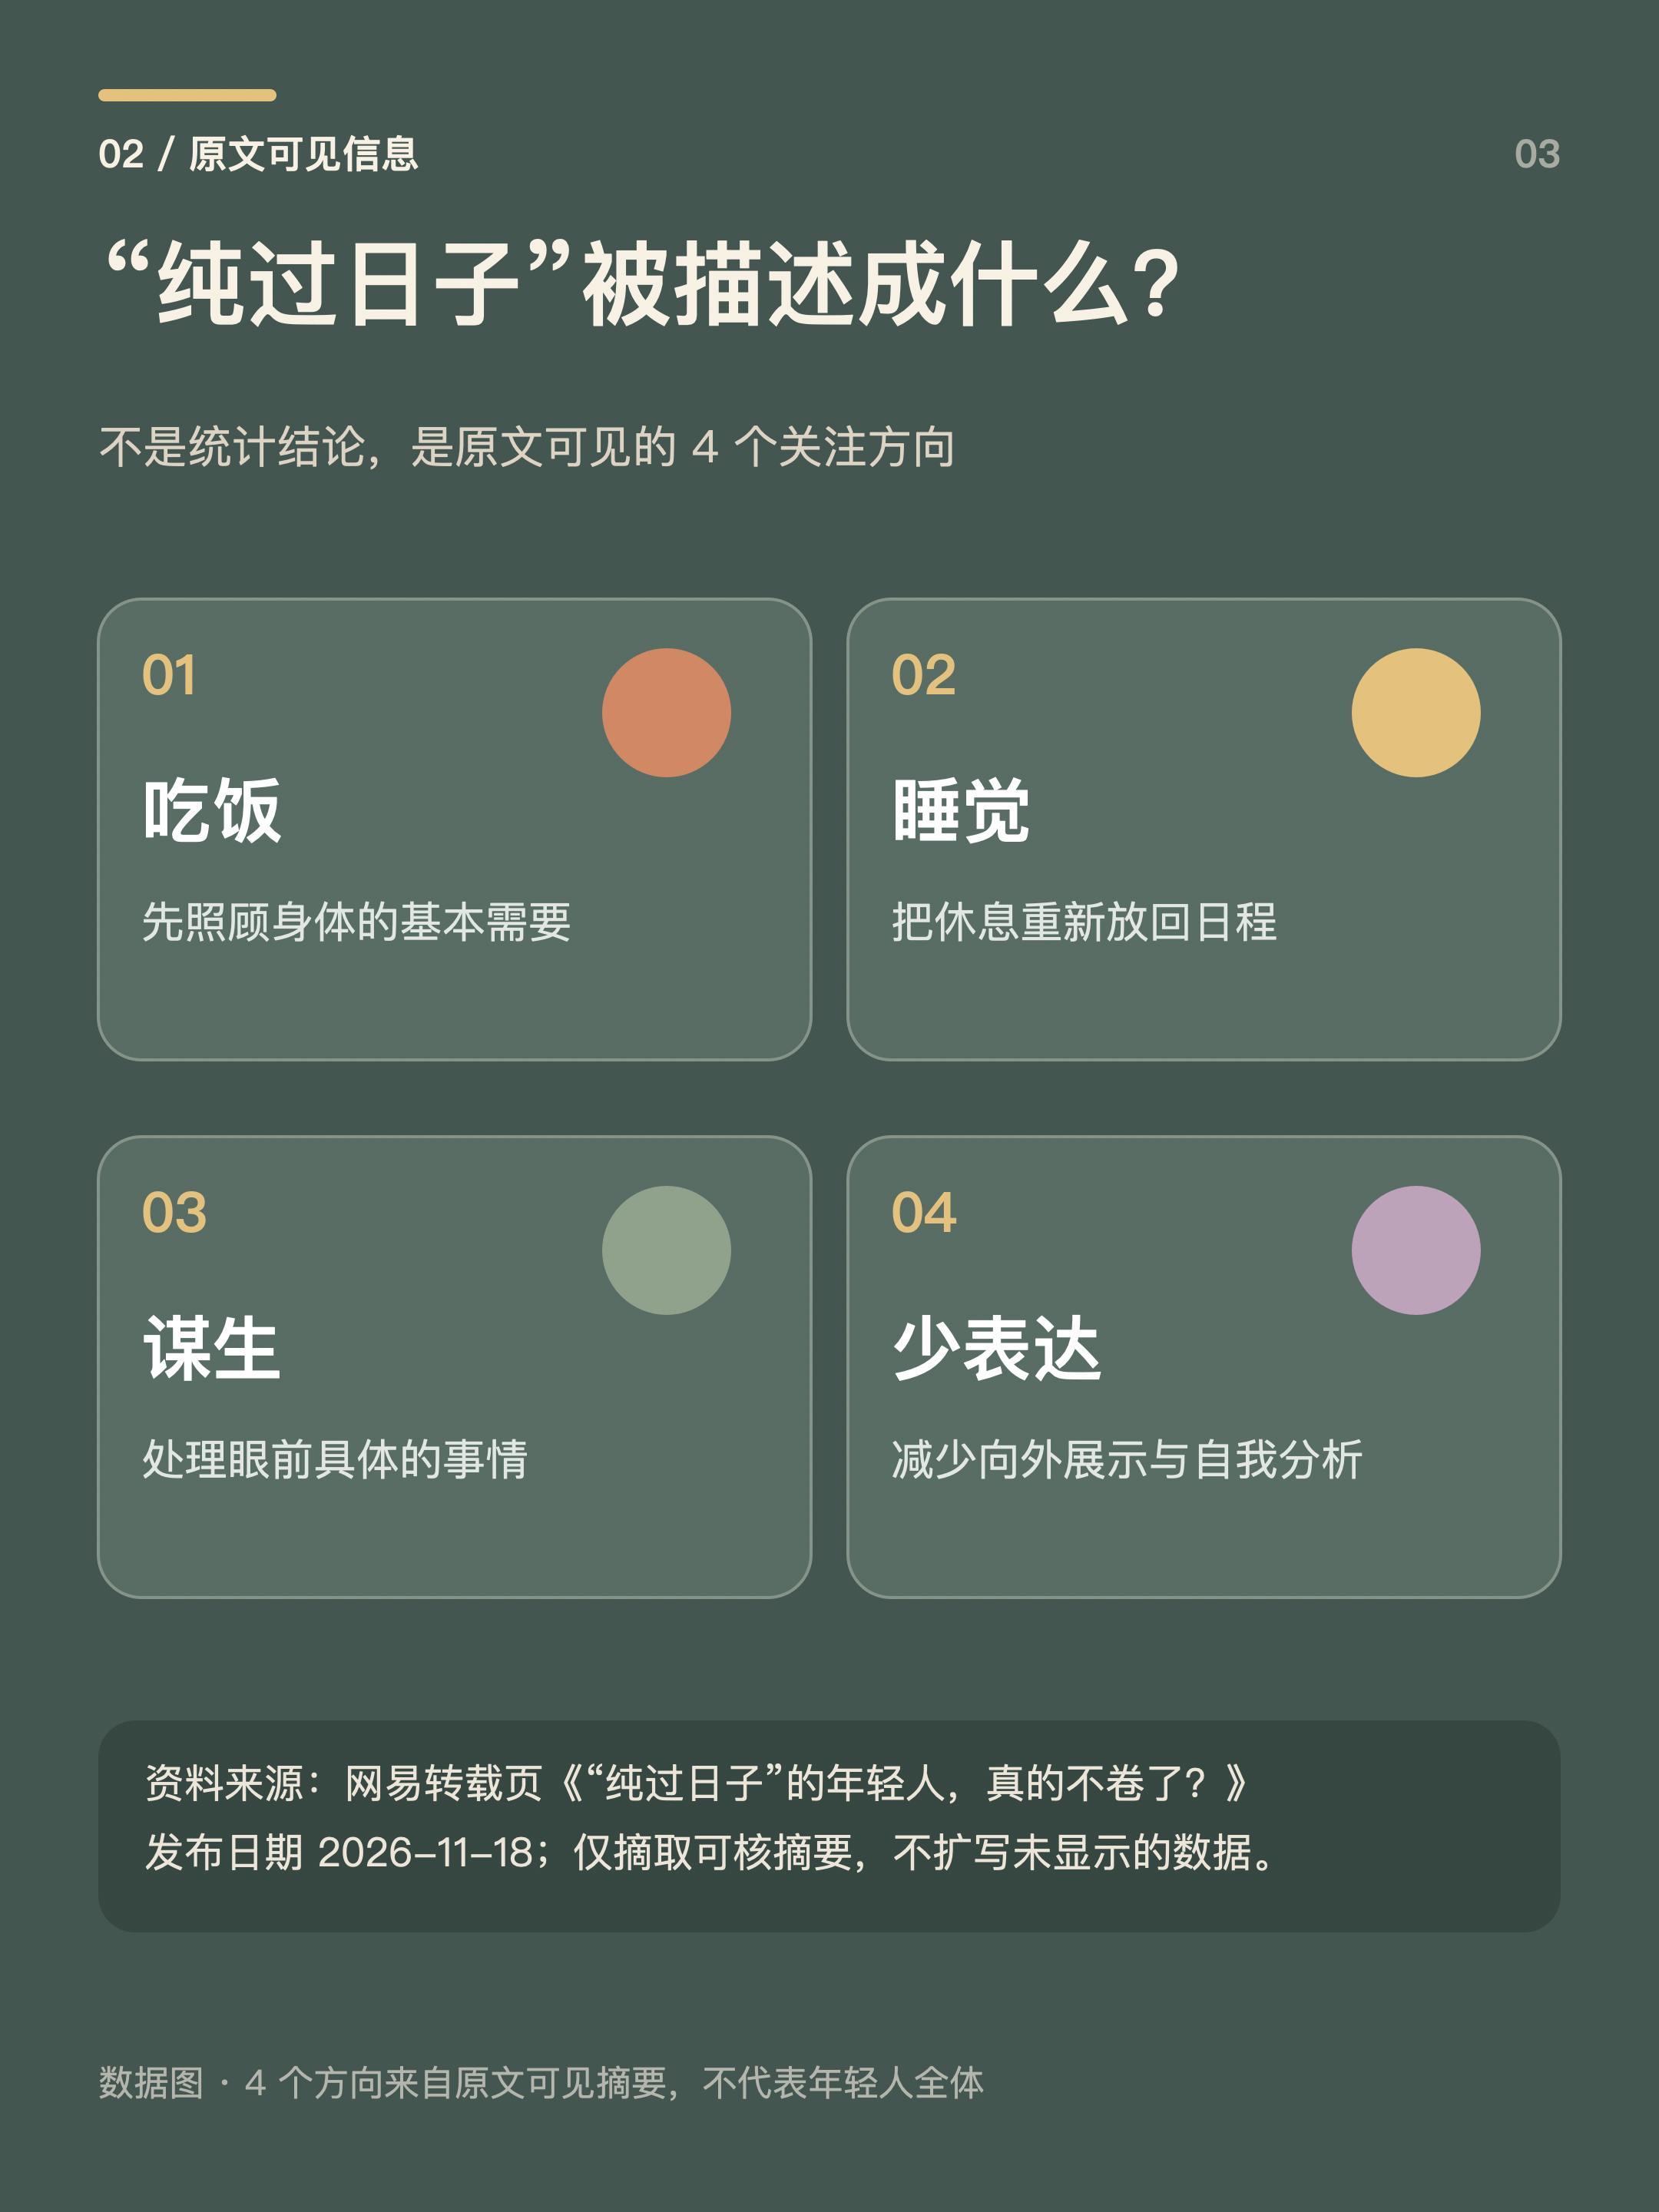 02 / 原文可见信息
03
“纯过日子”被描述成什么?
不是统计结论，是原文可见的 4 个关注方向
01
吃饭
先照顾身体的基本需要
02
睡觉
把休息重新放回日程
03
谋生
处理眼前具体的事情
04
少表达
减少向外展示与自我分析
资料来源：网易转载页《“纯过日子”的年轻人，真的不卷了？》
发布日期 2026-11-18；仅摘取可核摘要，不扩写未显示的数据。
数据图 · 4 个方向来自原文可见摘要，不代表年轻人全体